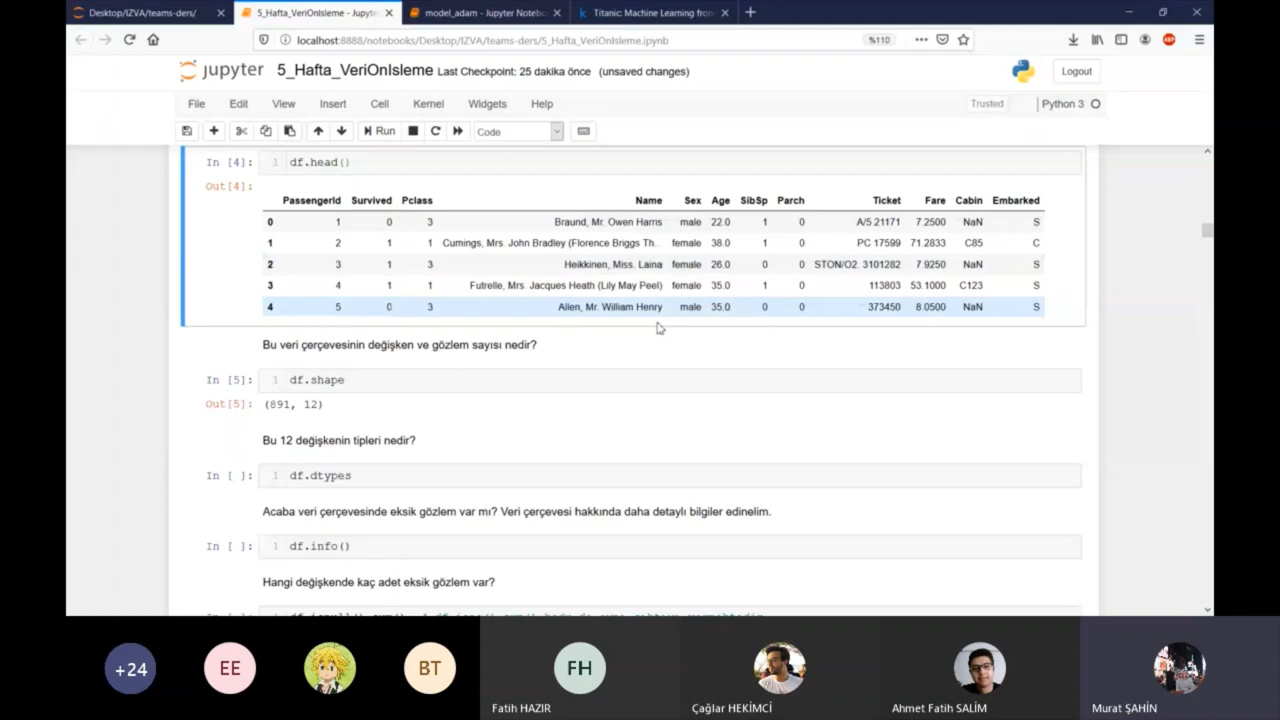 Desktop/IZVA/teams-ders/
5_Hafta_VeriOnIsleme - Jupyte
model_adam - Jupyter Noteb
Titanic: Machine Learning from
localhost:8888/notebooks/Desktop/IZVA/teams-ders/5_Hafta_VeriOnIsleme.ipynb
%110
ABP
jupyter 5_Hafta_VeriOnIsleme Last Checkpoint: 25 dakika önce (unsaved changes)
Logout
File Edit View Insert Cell Kernel Widgets Help
Trusted
Python 3
Run
Code
In [4]: 1 df.head()
Out[4]:
PassengerId Survived Pclass Name Sex Age SibSp Parch Ticket Fare Cabin Embarked
0 1 0 3 Braund, Mr. Owen Harris male 22.0 1 0 A/5 21171 7.2500 NaN S
1 2 1 1 Cumings, Mrs. John Bradley (Florence Briggs Th... female 38.0 1 0 PC 17599 71.2833 C85 C
2 3 1 3 Heikkinen, Miss. Laina female 26.0 0 0 STON/O2. 3101282 7.9250 NaN S
3 4 1 1 Futrelle, Mrs. Jacques Heath (Lily May Peel) female 35.0 1 0 113803 53.1000 C123 S
4 5 0 3 Allen, Mr. William Henry male 35.0 0 0 373450 8.0500 NaN S
Bu veri çerçevesinin değişken ve gözlem sayısı nedir?
In [5]: 1 df.shape
Out[5]: (891, 12)
Bu 12 değişkenin tipleri nedir?
In [ ]: 1 df.dtypes
Acaba veri çerçevesinde eksik gözlem var mı? Veri çerçevesi hakkında daha detaylı bilgiler edinelim.
In [ ]: 1 df.info()
Hangi değişkende kaç adet eksik gözlem var?
+24
EE
BT
FH
Fatih HAZIR
Çağlar HEKİMCİ
Ahmet Fatih SALİM
Murat ŞAHİN